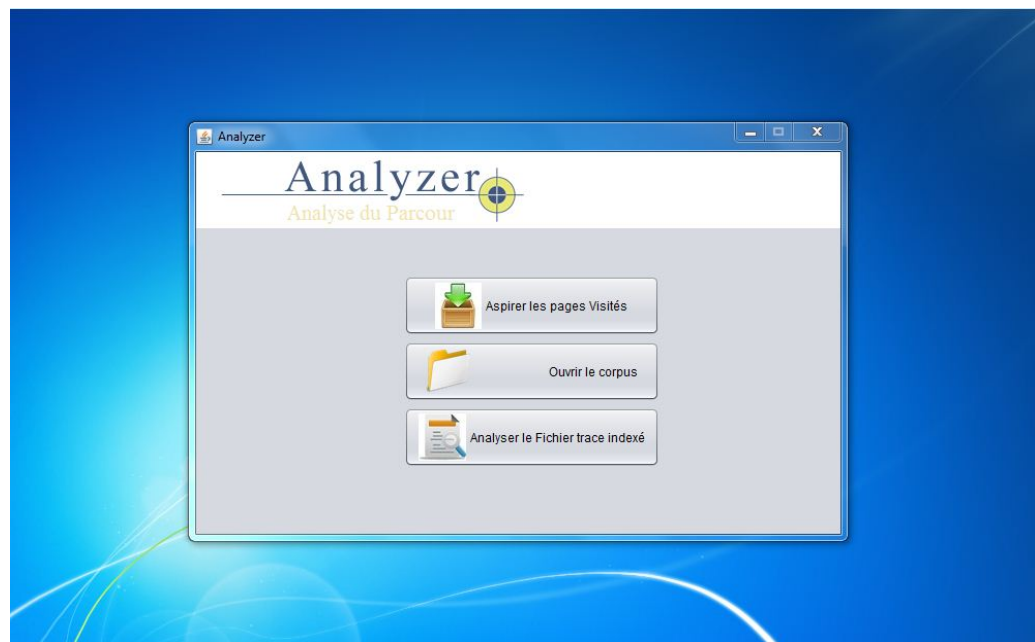 Analyzer
Analyzer
Analyse du Parcour
Aspirer les pages Visités
Ouvrir le corpus
Analyser le Fichier trace indexé